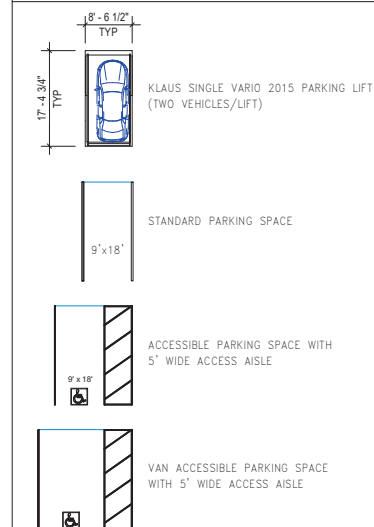 8' - 6 1/2"
TYP
17' - 4 3/4"
TYP
KLAUS SINGLE VARIO 2015 PARKING LIFT
(TWO VEHICLES/LIFT)
9'x18'
STANDARD PARKING SPACE
9' x 18'
ACCESSIBLE PARKING SPACE WITH
5' WIDE ACCESS AISLE
VAN ACCESSIBLE PARKING SPACE
WITH 5' WIDE ACCESS AISLE